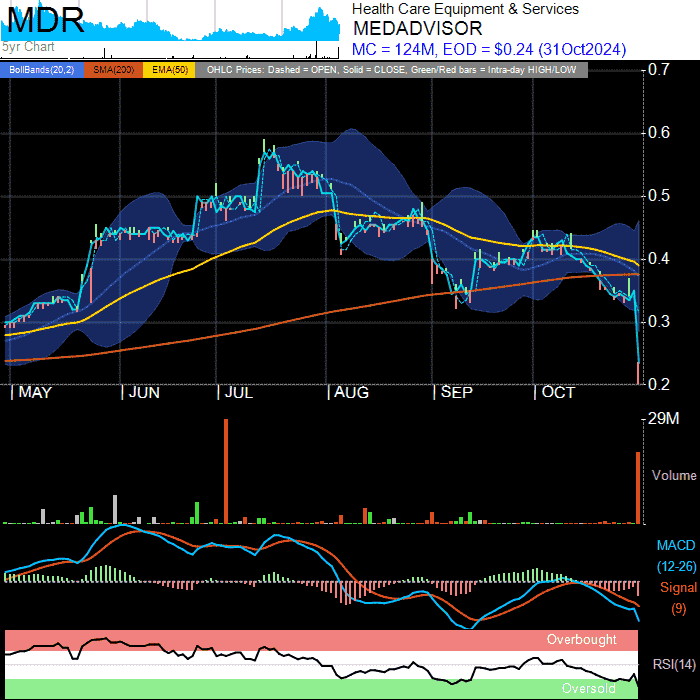 MDR
5yr Chart
Health Care Equipment & Services
MEDADVISOR
MC = 124M, EOD = $0.24 (31Oct2024)
BollBands(20,2) SMA(200) EMA(50) OHLC Prices: Dashed = OPEN, Solid = CLOSE, Green/Red bars = Intra-day HIGH/LOW
0.7
0.6
0.5
0.4
0.3
0.2
MAY JUN JUL AUG SEP OCT
29M
Volume
MACD
(12-26)
Signal
(9)
Overbought
RSI(14)
Oversold